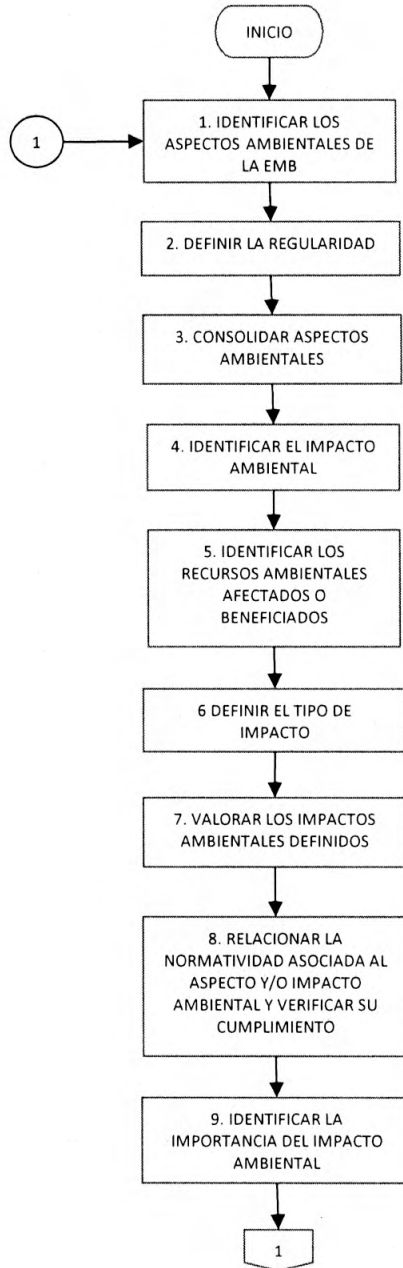 INICIO
1
1. IDENTIFICAR LOS
ASPECTOS AMBIENTALES DE
LA EMB
2. DEFINIR LA REGULARIDAD
3. CONSOLIDAR ASPECTOS
AMBIENTALES
4. IDENTIFICAR EL IMPACTO
AMBIENTAL
5. IDENTIFICAR LOS
RECURSOS AMBIENTALES
AFECTADOS O
BENEFICIADOS
6 DEFINIR EL TIPO DE
IMPACTO
7. VALORAR LOS IMPACTOS
AMBIENTALES DEFINIDOS
8. RELACIONAR LA
NORMATIVIDAD ASOCIADA AL
ASPECTO Y/O IMPACTO
AMBIENTAL Y VERIFICAR SU
CUMPLIMIENTO
9. IDENTIFICAR LA
IMPORTANCIA DEL IMPACTO
AMBIENTAL
1